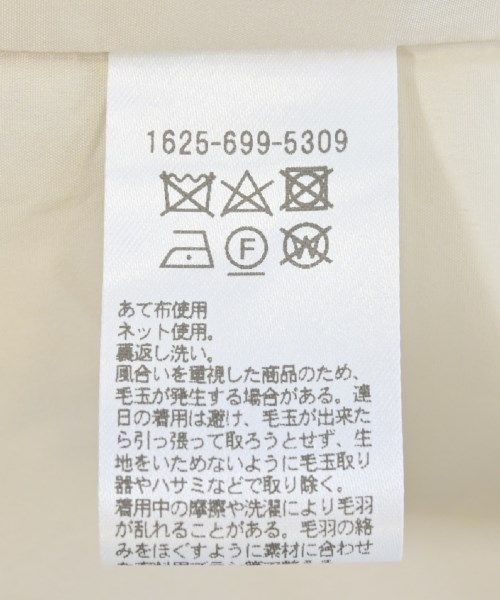 1625-699-5309
F
W
あて布使用
ネット使用。
裏返し洗い。
風合いを重視した商品のため、
毛玉が発生する場合がある。連
日の着用は避け、毛玉が出来た
ら引っ張って取ろうとせず、生
地をいためないように毛玉取り
器やハサミなどで取り除く。
着用中の摩擦や洗濯により毛羽
が乱れることがある。毛羽の絡
みをほぐすように素材に合わせ